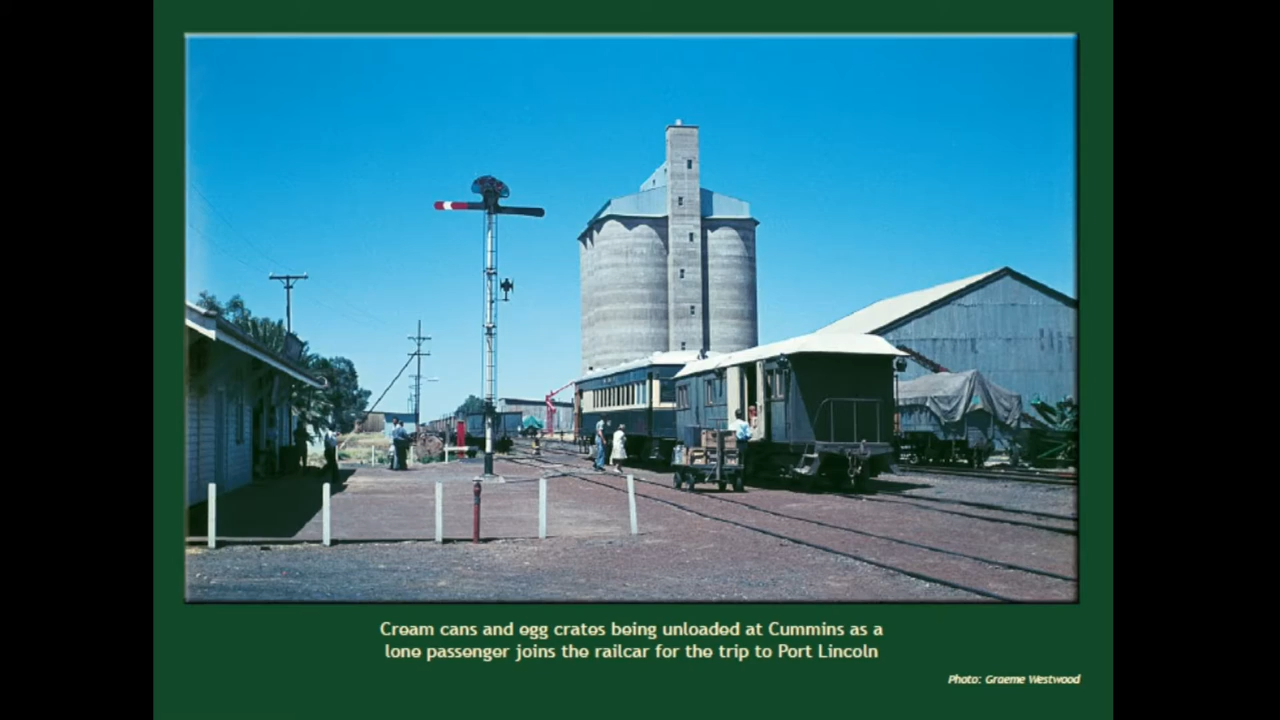 Cream cans and egg crates being unloaded at Cummins as a
lone passenger joins the railcar for the trip to Port Lincoln
Photo: Graeme Westwood